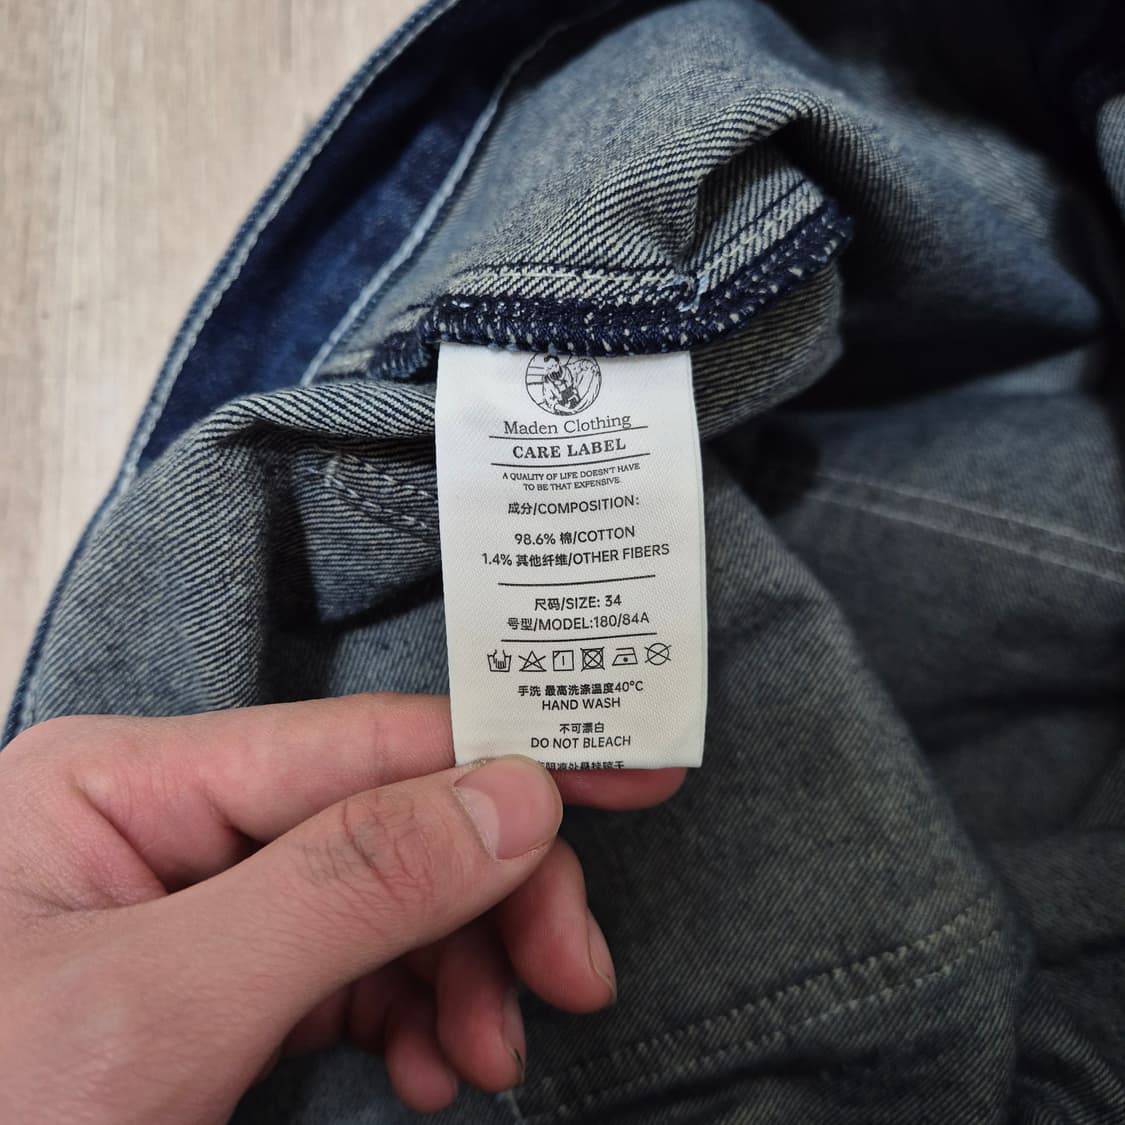 Maden Clothing
CARE LABEL
A QUALITY OF LIFE DOESN'T HAVE
TO BE THAT EXPENSIVE
成分/COMPOSITION:
98.6% 棉/COTTON
1.4% 其他纤维/OTHER FIBERS
尺码/SIZE: 34
号型/MODEL:180/84A
手洗 最高洗涤温度40°C
HAND WASH
不可漂白
DO NOT BLEACH